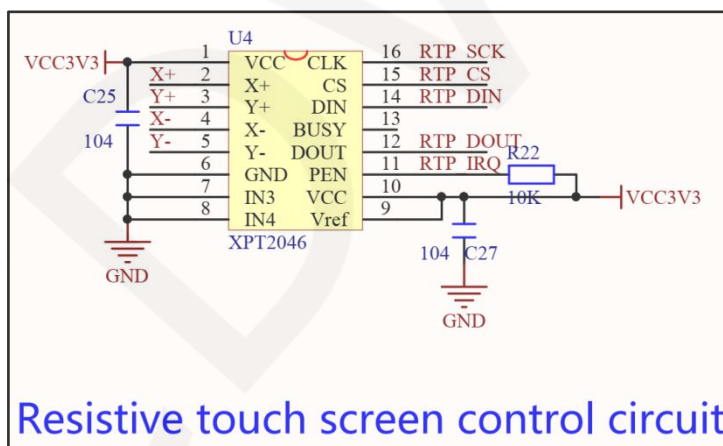 U4
1 VCC CLK 16 RTP_SCK
VCC3V3
X+ 2 X+ CS 15 RTP_CS
Y+ 3 Y+ DIN 14 RTP_DIN
C25
X- 4 X- BUSY 13
104
Y- 5 Y- DOUT 12 RTP_DOUT
6 GND PEN 11 RTP_IRQ R22
7 IN3 VCC 10 10K VCC3V3
8 IN4 Vref 9
XPT2046 104 C27
GND
GND
Resistive touch screen control circuit